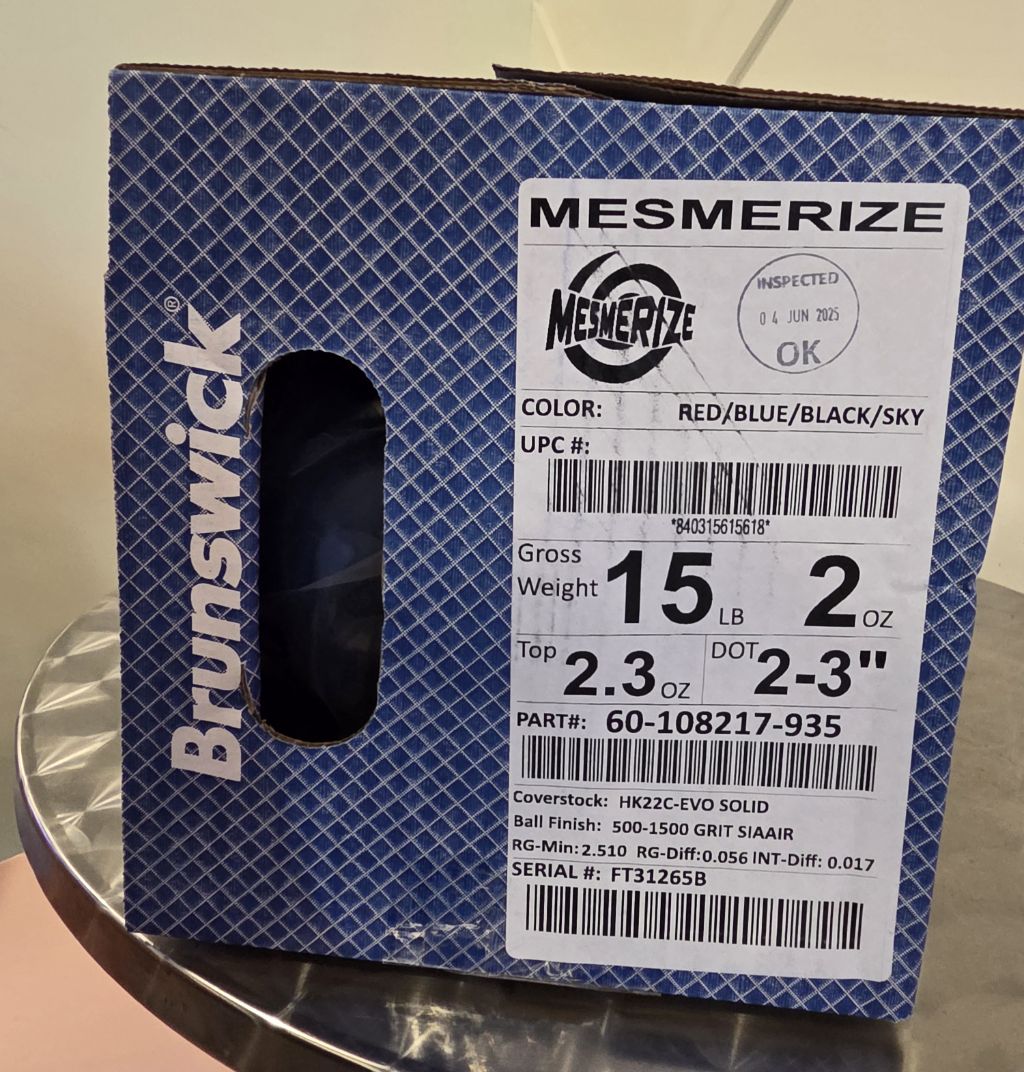 Brunswick®
MESMERIZE
MESMERIZE
INSPECTED
04 JUN 2025
OK
COLOR: RED/BLUE/BLACK/SKY
UPC #:
*840315615618*
Gross Weight 15 LB 2 OZ
Top 2.3 OZ DOT 2-3"
PART#: 60-108217-935
Coverstock: HK22C-EVO SOLID
Ball Finish: 500-1500 GRIT SIAAIR
RG-Min:2.510 RG-Diff:0.056 INT-Diff: 0.017
SERIAL #: FT31265B